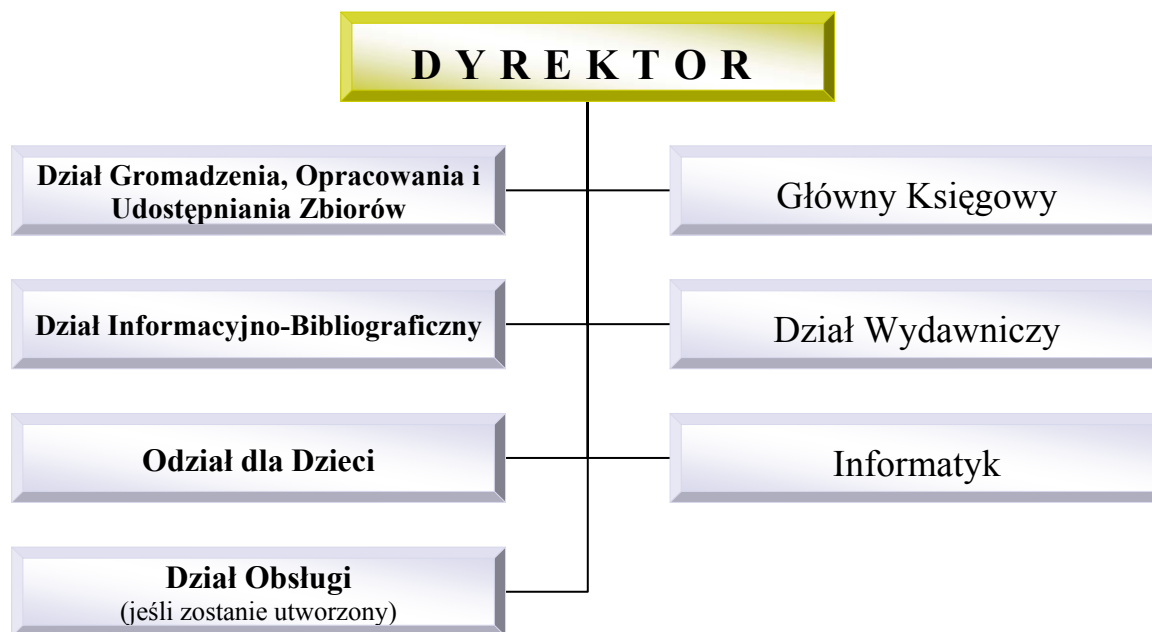 D Y R E K T O R
Dział Gromadzenia, Opracowania i
Udostępniania Zbiorów
Główny Księgowy
Dział Informacyjno-Bibliograficzny
Dział Wydawniczy
Odział dla Dzieci
Informatyk
Dział Obsługi
(jeśli zostanie utworzony)